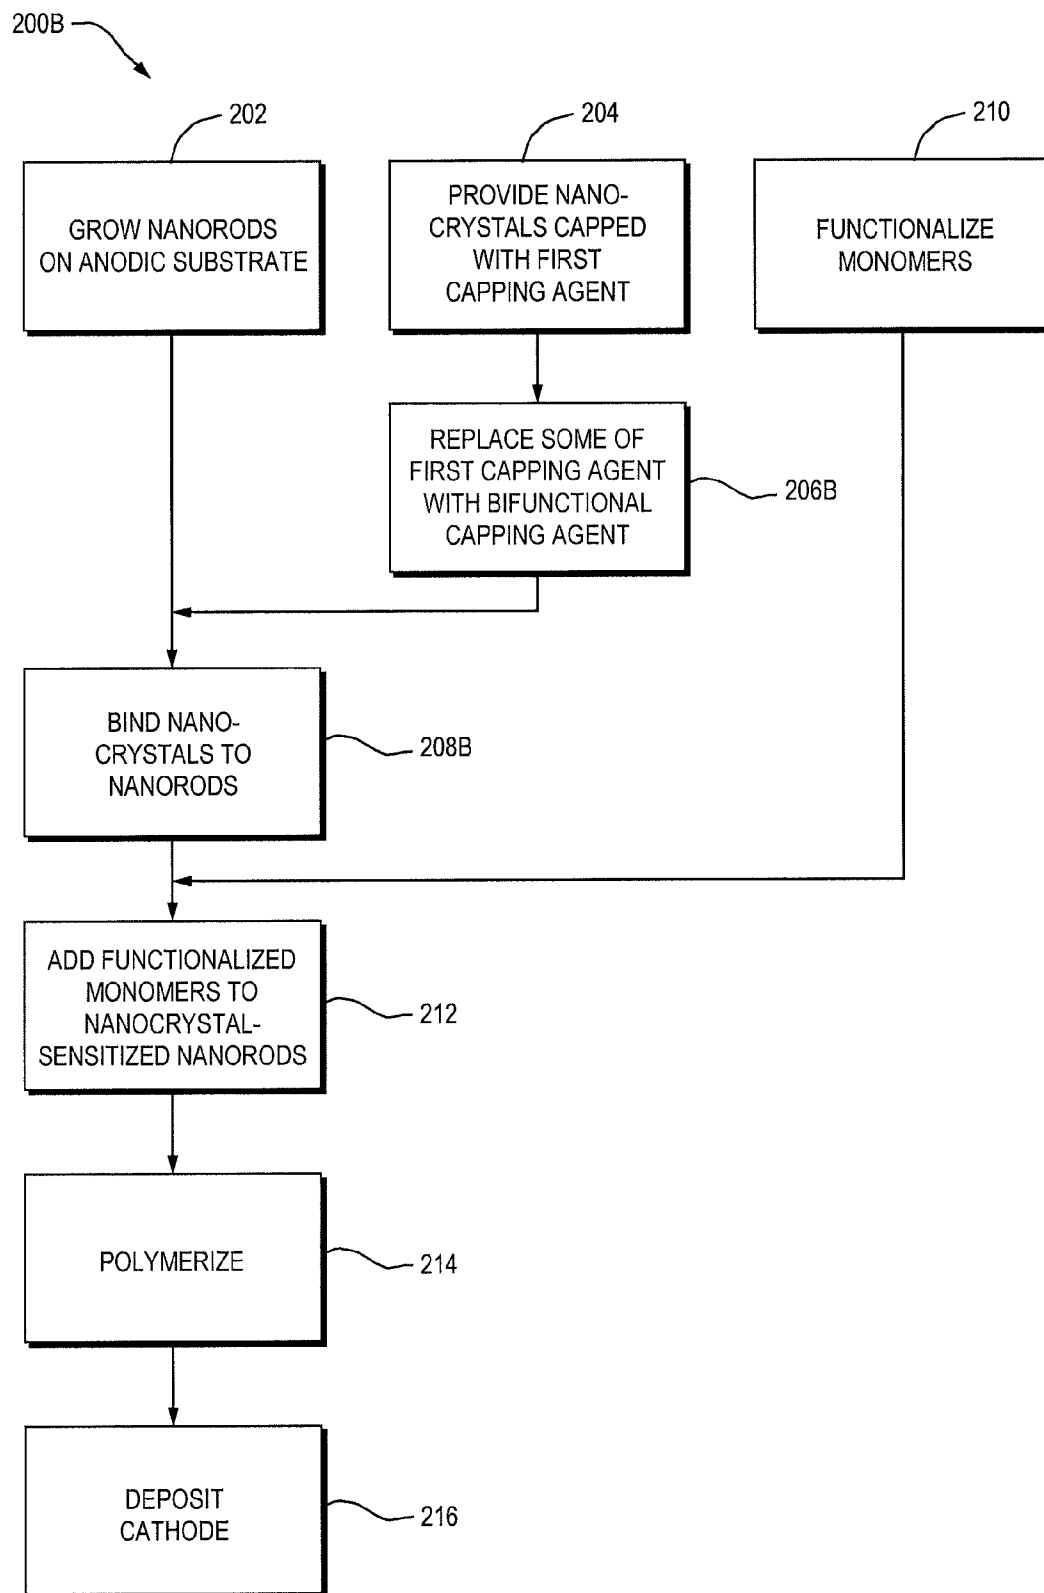 200B
202
204
210
GROW NANORODS
ON ANODIC SUBSTRATE
PROVIDE NANO-
CRYSTALS CAPPED
WITH FIRST
CAPPING AGENT
FUNCTIONALIZE
MONOMERS
REPLACE SOME OF
FIRST CAPPING AGENT
WITH BIFUNCTIONAL
CAPPING AGENT
206B
BIND NANO-
CRYSTALS TO
NANORODS
208B
ADD FUNCTIONALIZED
MONOMERS TO
NANOCRYSTAL-
SENSITIZED NANORODS
212
POLYMERIZE
214
DEPOSIT
CATHODE
216